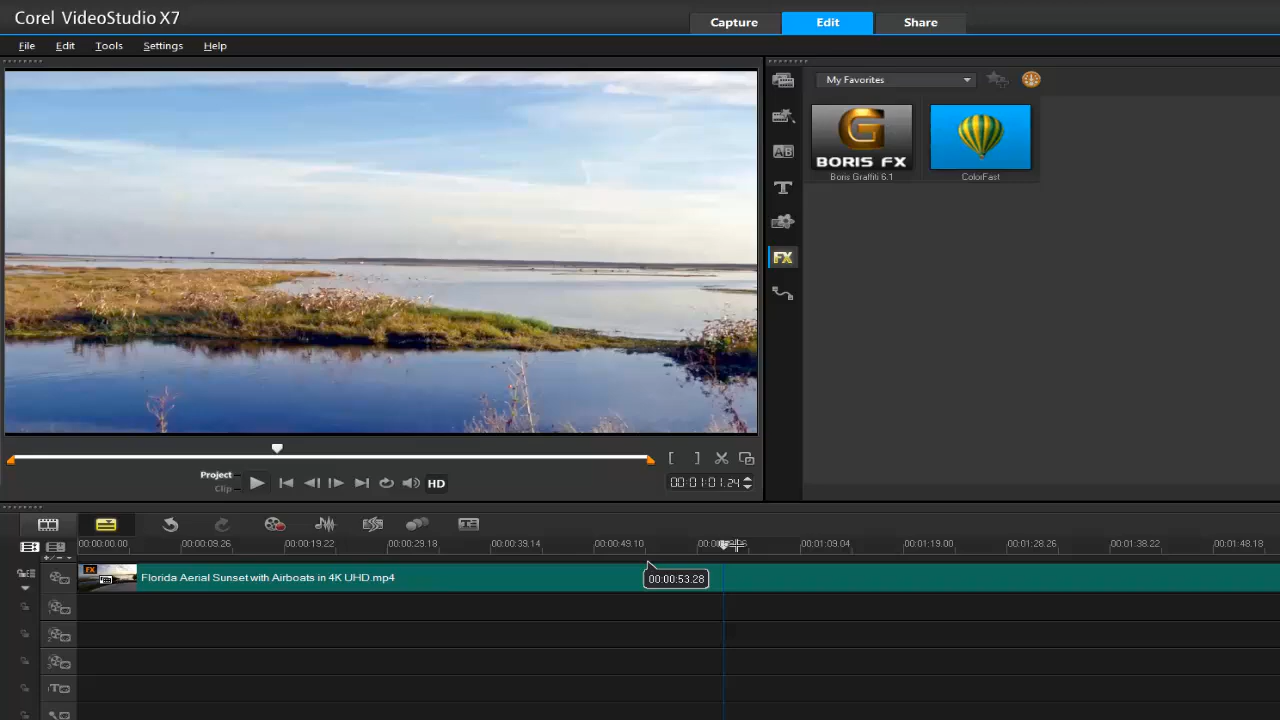 Corel VideoStudio X7
Capture
Edit
Share
File
Edit
Tools
Settings
Help
My Favorites
G
BORIS FX
Boris Graffiti 6.1
ColorFast
AB
T
FX
Project
Clip
HD
[ ]
00:01:01.24
00:00:00.00
00:00:09.26
00:00:19.22
00:00:29.18
00:00:39.14
00:00:49.10
00:01:09.04
00:01:19.00
00:01:28.26
00:01:38.22
00:01:48.18
FX
Florida Aerial Sunset with Airboats in 4K UHD.mp4
00:00:53.28